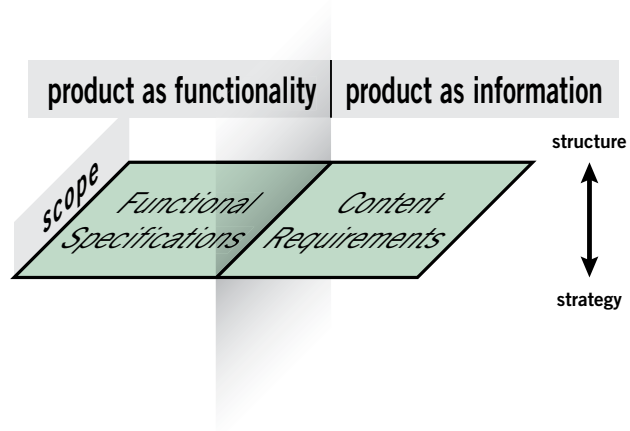 product as functionality
product as information
structure
scope
Functional
Specifications
Content
Requirements
strategy